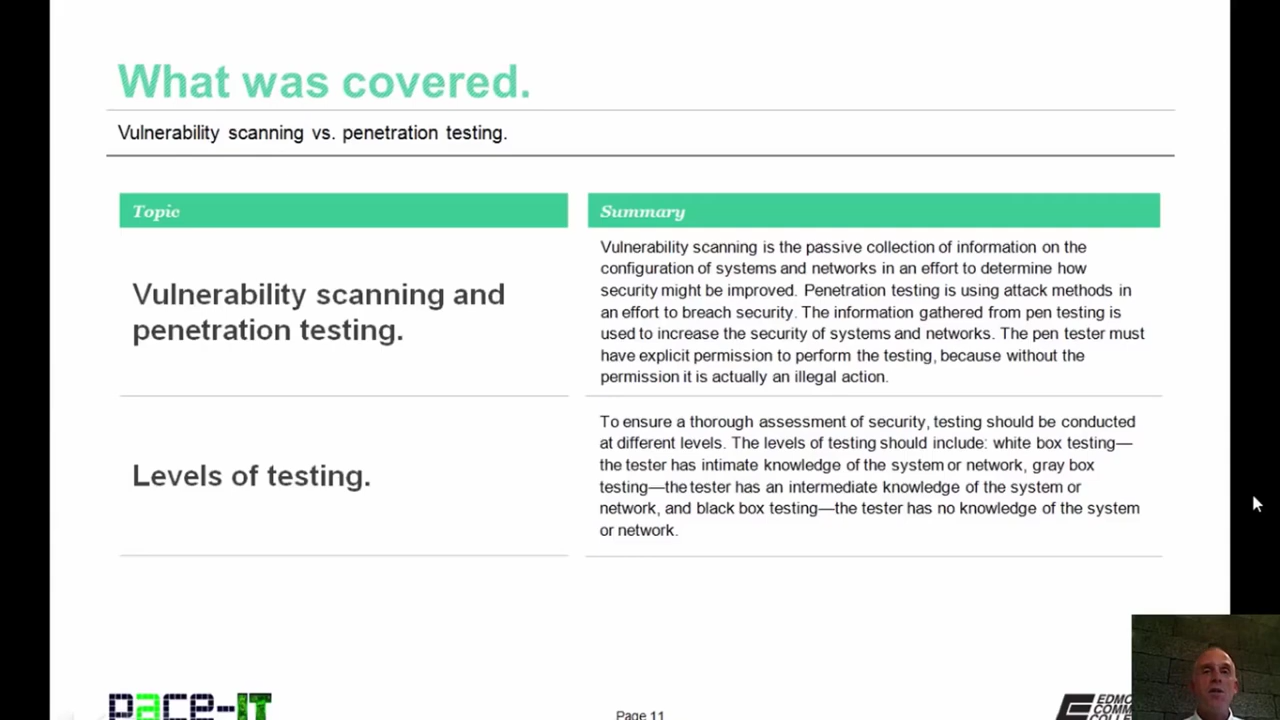 What was covered.
Vulnerability scanning vs. penetration testing.
Topic
Summary
Vulnerability scanning and
penetration testing.
Vulnerability scanning is the passive collection of information on the
configuration of systems and networks in an effort to determine how
security might be improved. Penetration testing is using attack methods in
an effort to breach security. The information gathered from pen testing is
used to increase the security of systems and networks. The pen tester must
have explicit permission to perform the testing, because without the
permission it is actually an illegal action.
Levels of testing.
To ensure a thorough assessment of security, testing should be conducted
at different levels. The levels of testing should include: white box testing—
the tester has intimate knowledge of the system or network, gray box
testing—the tester has an intermediate knowledge of the system or
network, and black box testing—the tester has no knowledge of the system
or network.
pace-IT
Page 11